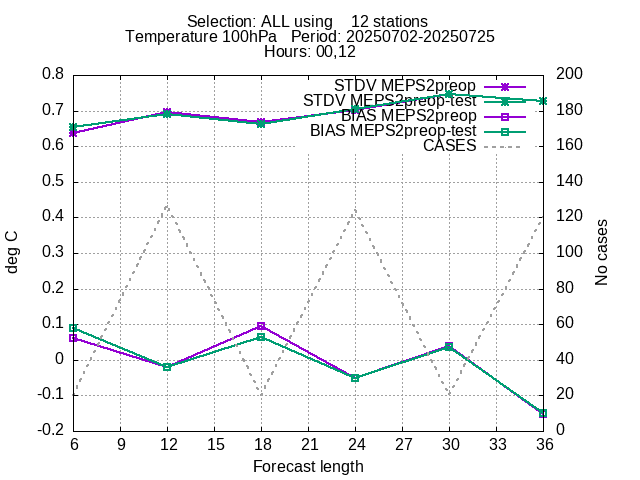 Selection: ALL using    12 stations
Temperature 100hPa   Period: 20250702-20250725
Hours: 00,12
STDV MEPS2preop
STDV MEPS2preop-test
BIAS MEPS2preop
BIAS MEPS2preop-test
CASES
deg C
0.8
0.7
0.6
0.5
0.4
0.3
0.2
0.1
0
-0.1
-0.2
200
180
160
140
120
100
80
60
40
20
0
No cases
6 9 12 15 18 21 24 27 30 33 36
Forecast length